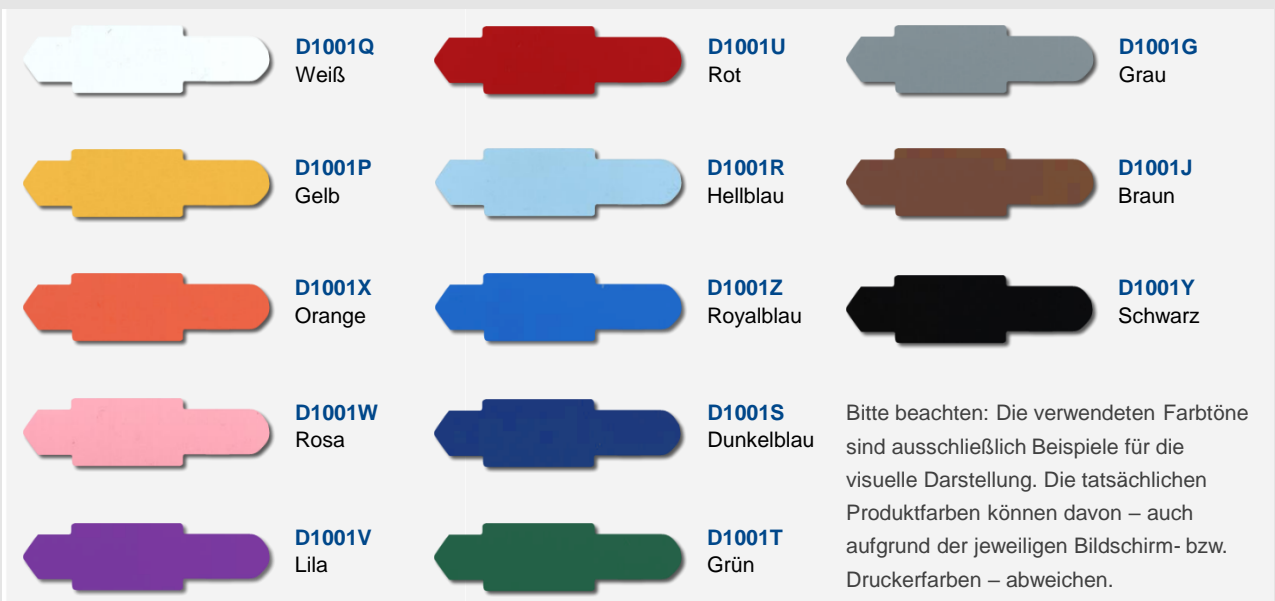 D1001Q
Weiß
D1001P
Gelb
D1001X
Orange
D1001W
Rosa
D1001V
Lila
D1001U
Rot
D1001R
Hellblau
D1001Z
Royalblau
D1001S
Dunkelblau
D1001T
Grün
D1001G
Grau
D1001J
Braun
D1001Y
Schwarz
Bitte beachten: Die verwendeten Farbtöne
sind ausschließlich Beispiele für die
visuelle Darstellung. Die tatsächlichen
Produktfarben können davon – auch
aufgrund der jeweiligen Bildschirm- bzw.
Druckerfarben – abweichen.